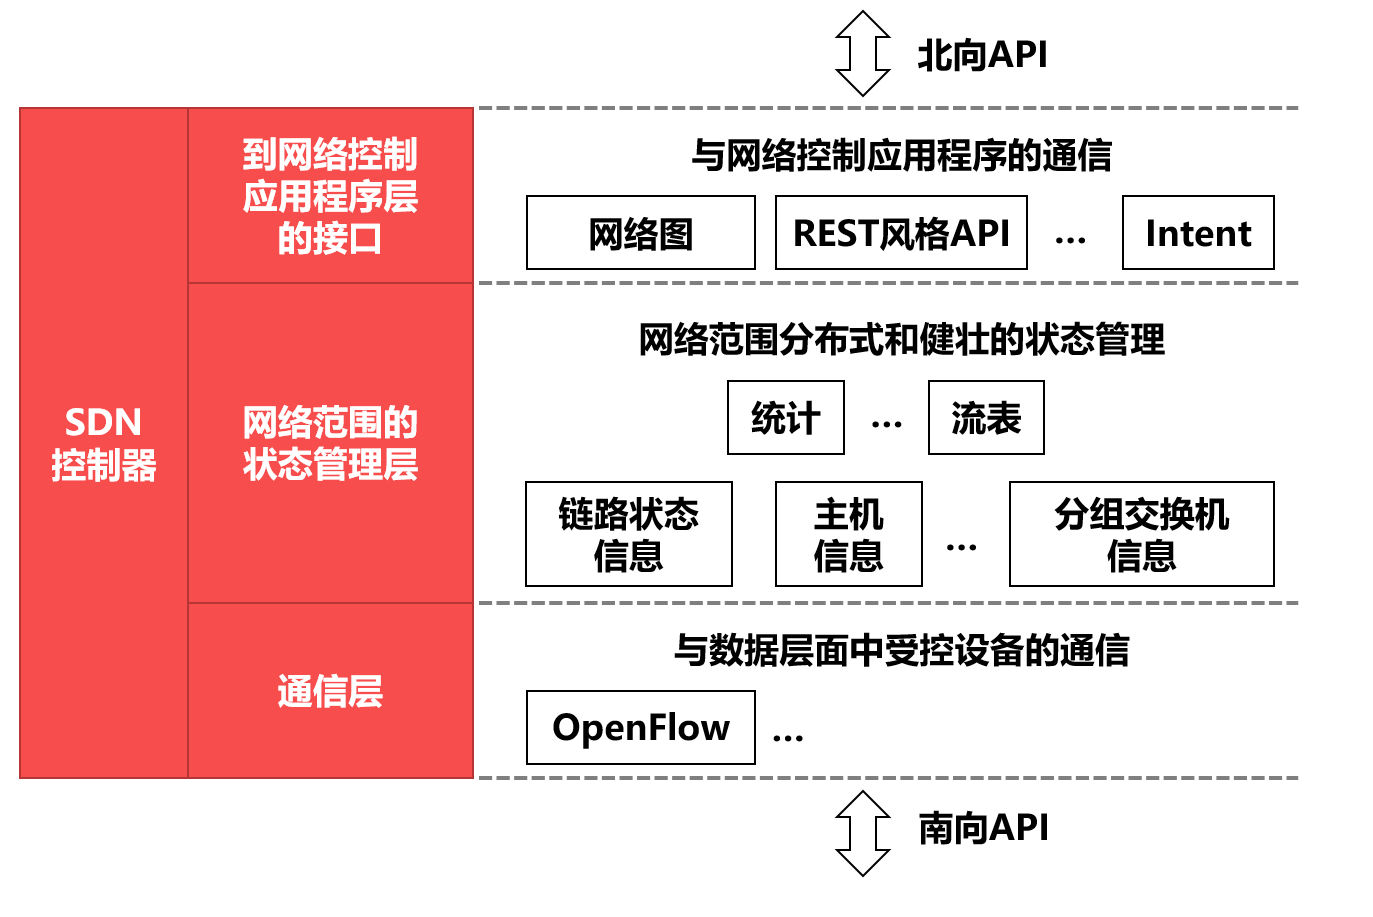 北向API
SDN
控制器
到网络控制
应用程序层
的接口
与网络控制应用程序的通信
网络图
REST风格API
...
Intent
网络范围的
状态管理层
网络范围分布式和健壮的状态管理
统计
...
流表
链路状态
信息
主机
信息
...
分组交换机
信息
通信层
与数据层面中受控设备的通信
OpenFlow
...
南向API